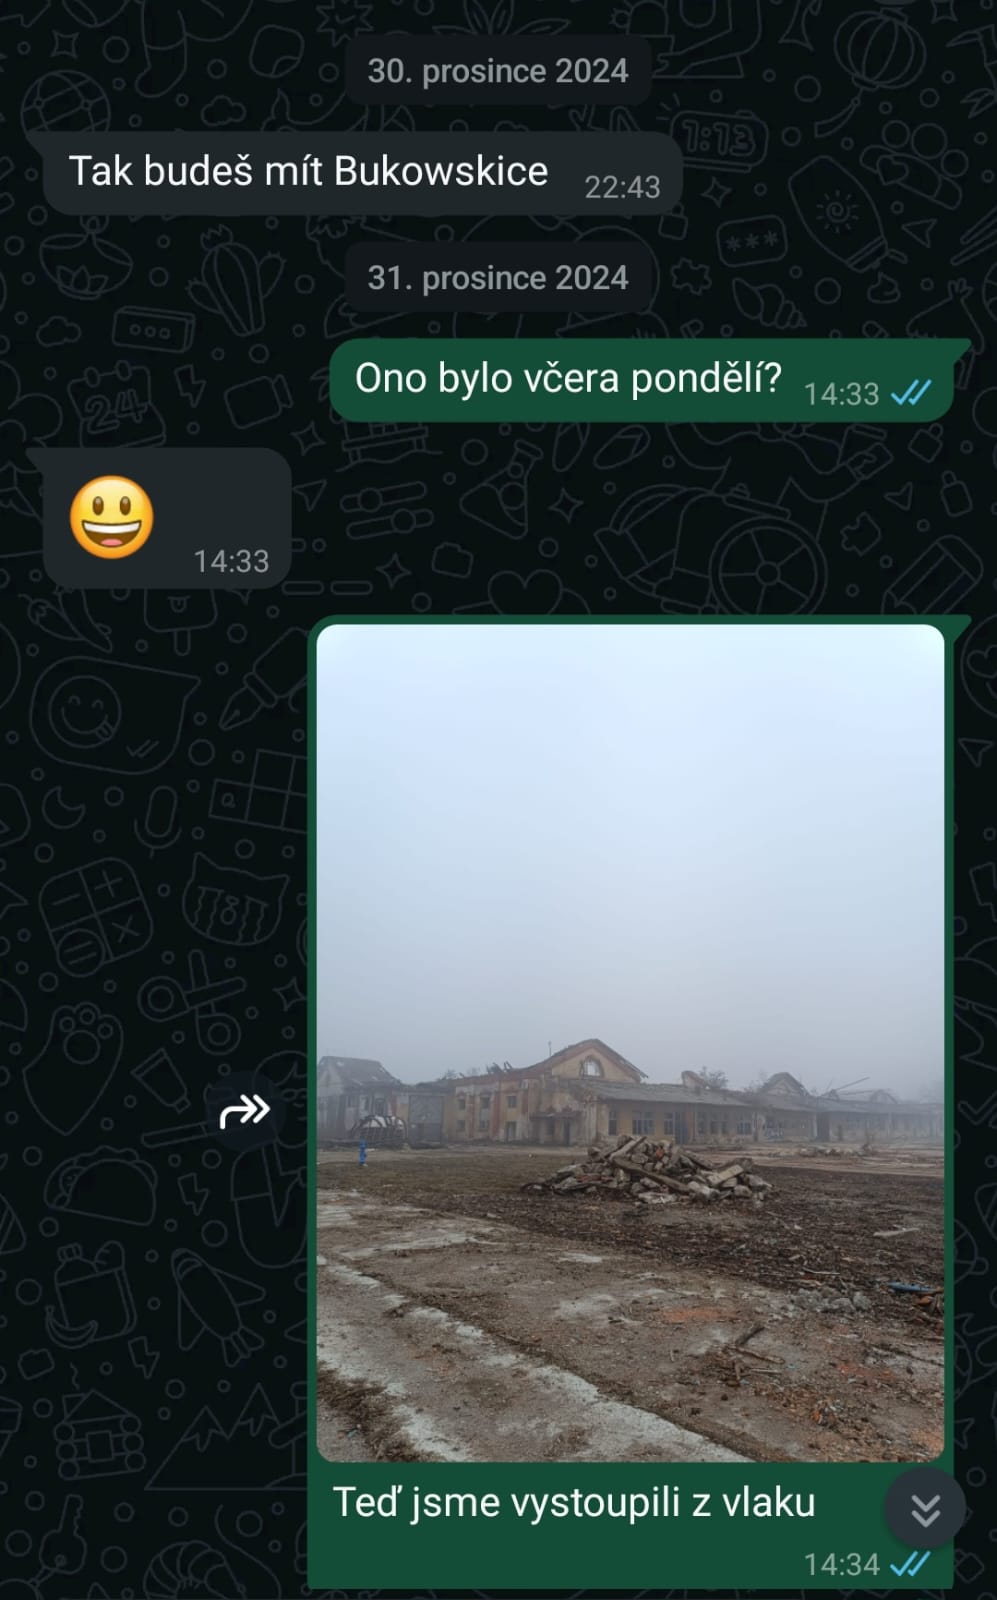 30. prosince 2024
Tak budeš mít Bukowskice
22:43
31. prosince 2024
Ono bylo včera pondělí?
14:33
14:33
Teď jsme vystoupili z vlaku
14:34